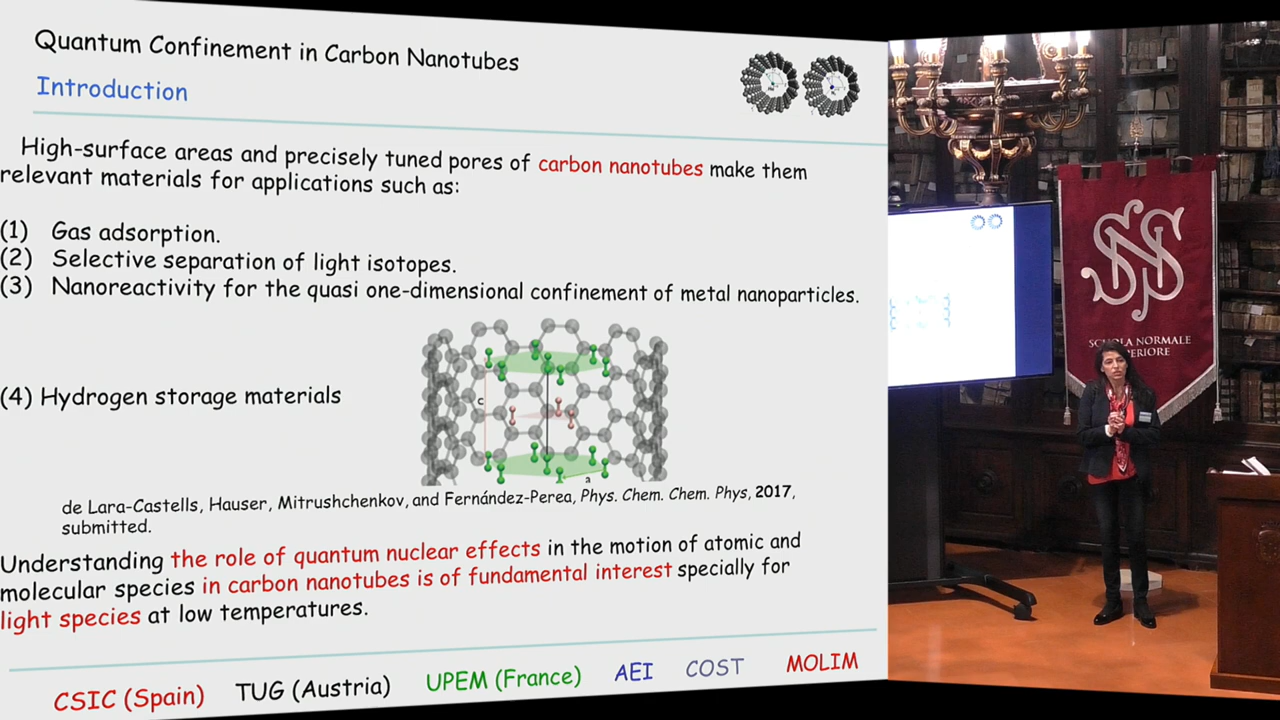 Quantum Confinement in Carbon Nanotubes
Introduction
High-surface areas and precisely tuned pores of carbon nanotubes make them
relevant materials for applications such as:
(1) Gas adsorption.
(2) Selective separation of light isotopes.
(3) Nanoreactivity for the quasi one-dimensional confinement of metal nanoparticles.
(4) Hydrogen storage materials
c
a
de Lara-Castells, Hauser, Mitrushchenkov, and Fernández-Perea, Phys. Chem. Chem. Phys, 2017,
submitted.
Understanding the role of quantum nuclear effects in the motion of atomic and
molecular species in carbon nanotubes is of fundamental interest specially for
light species at low temperatures.
CSIC (Spain) TUG (Austria) UPEM (France) AEI COST MOLIM
SNS
NORMALE